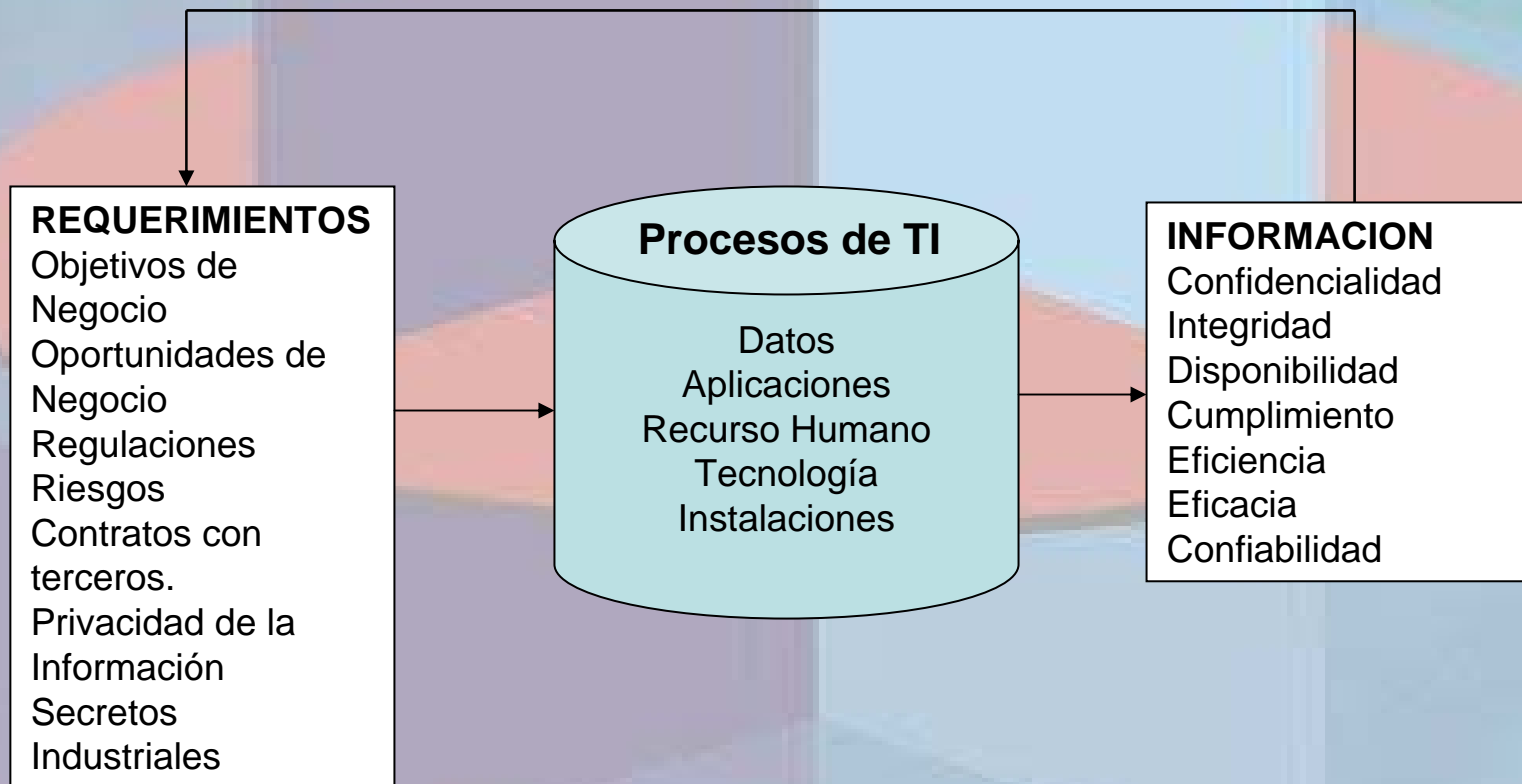 REQUERIMIENTOS
Objetivos de
Negocio
Oportunidades de
Negocio
Regulaciones
Riesgos
Contratos con
terceros.
Privacidad de la
Información
Secretos
Industriales
Procesos de TI
Datos
Aplicaciones
Recurso Humano
Tecnología
Instalaciones
INFORMACION
Confidencialidad
Integridad
Disponibilidad
Cumplimiento
Eficiencia
Eficacia
Confiabilidad